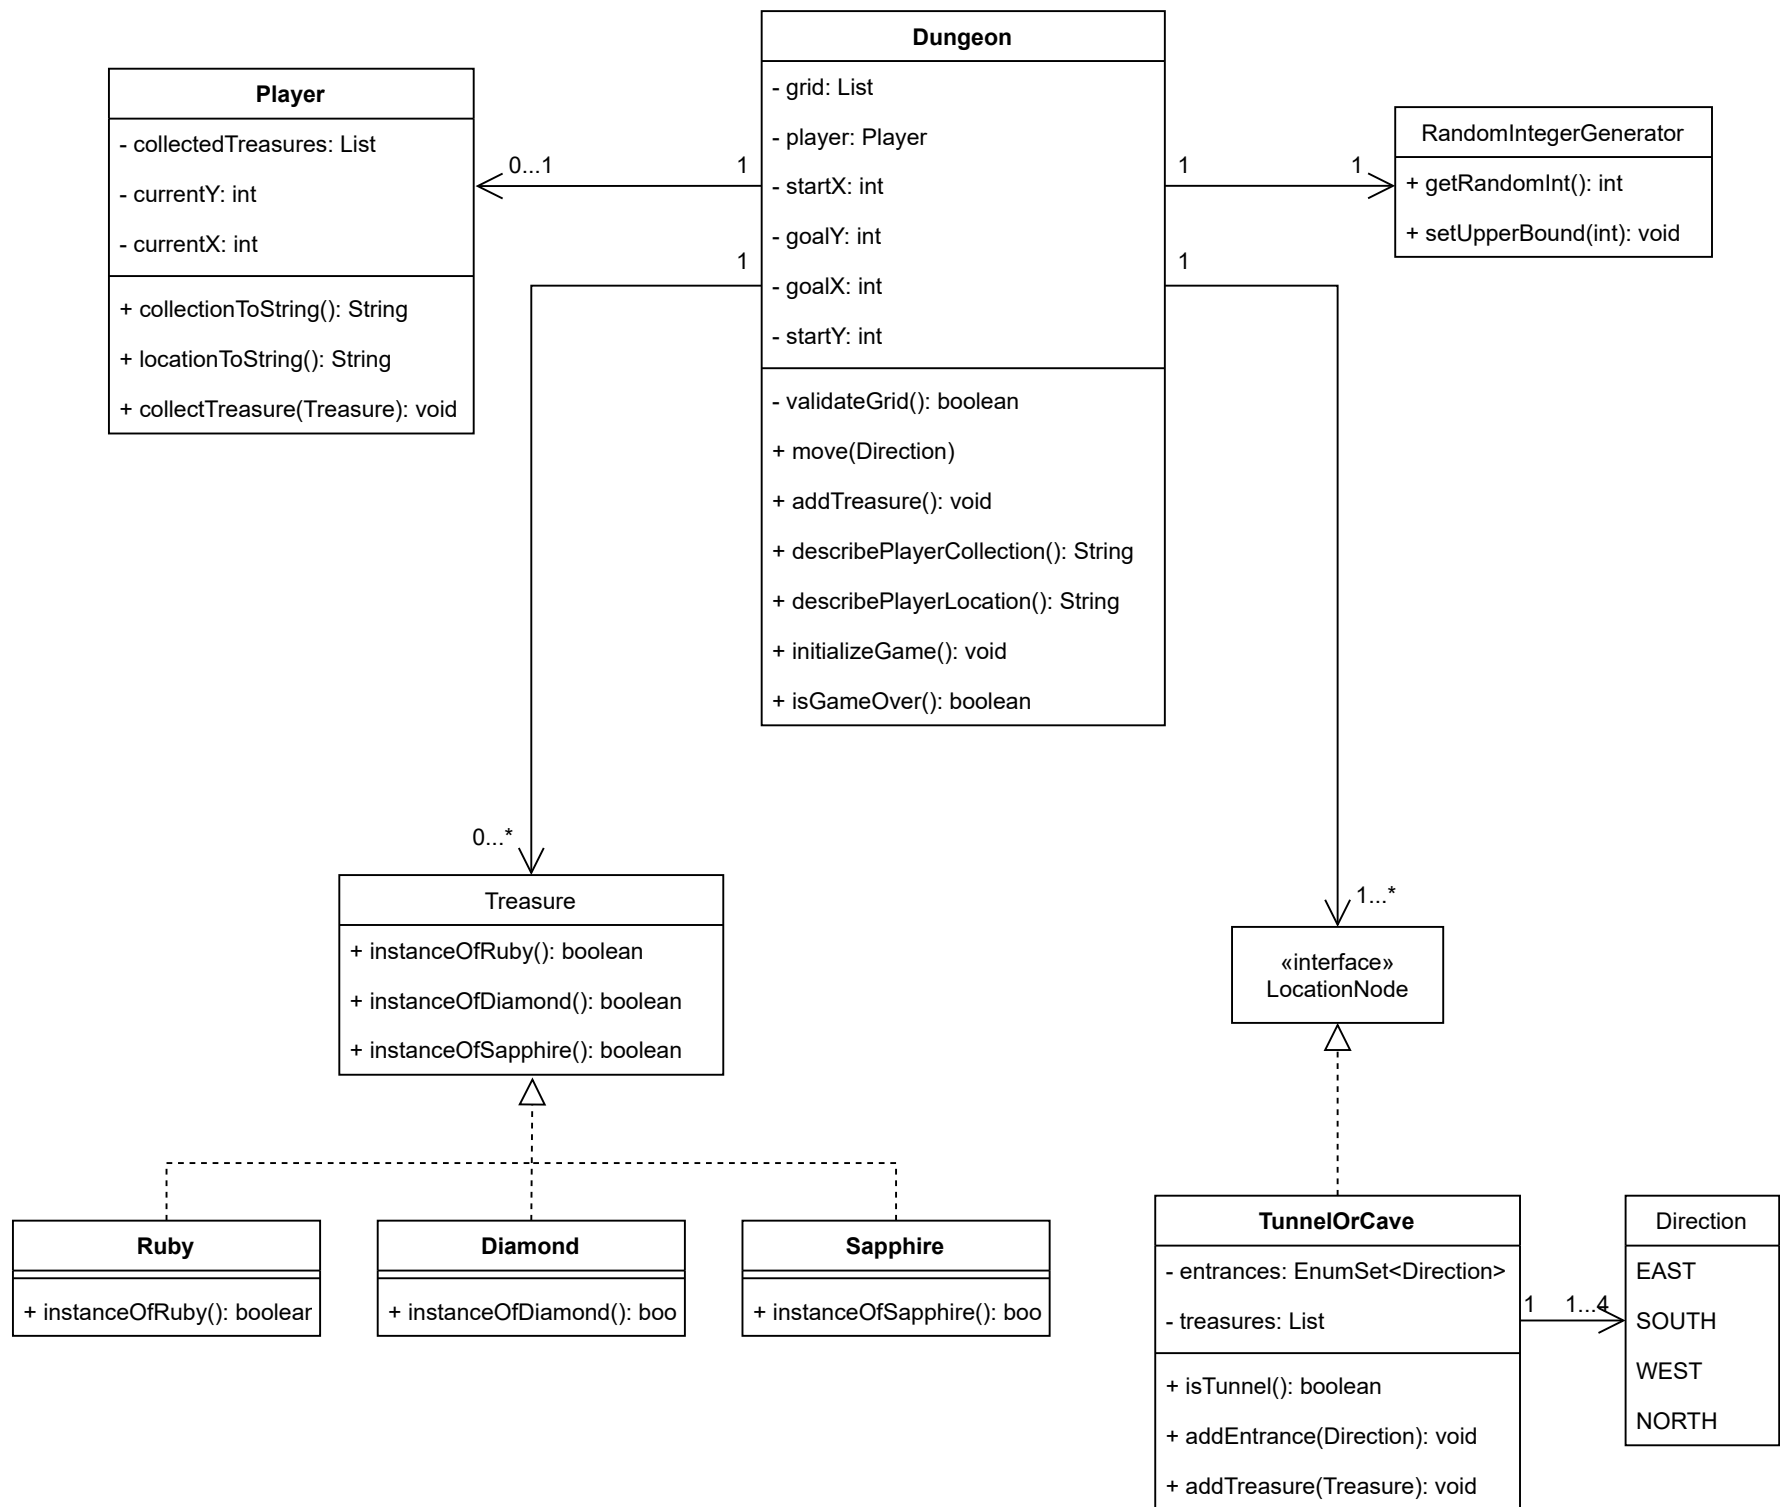 Dungeon
- grid: List
- player: Player
- startX: int
- goalY: int
- goalX: int
- startY: int
- validateGrid(): boolean
+ move(Direction)
+ addTreasure(): void
+ describePlayerCollection(): String
+ describePlayerLocation(): String
+ initializeGame(): void
+ isGameOver(): boolean
Player
- collectedTreasures: List
- currentY: int
- currentX: int
+ collectionToString(): String
+ locationToString(): String
+ collectTreasure(Treasure): void
0...1
1
1
1
1
1
RandomIntegerGenerator
+ getRandomInt(): int
+ setUpperBound(int): void
0...*
Treasure
+ instanceOfRuby(): boolean
+ instanceOfDiamond(): boolean
+ instanceOfSapphire(): boolean
1...*
«interface»
LocationNode
Ruby
+ instanceOfRuby(): boolear
Diamond
+ instanceOfDiamond(): boo
Sapphire
+ instanceOfSapphire(): boo
TunnelOrCave
- entrances: EnumSet<Direction>
- treasures: List
+ isTunnel(): boolean
+ addEntrance(Direction): void
+ addTreasure(Treasure): void
1
1...4
Direction
EAST
SOUTH
WEST
NORTH